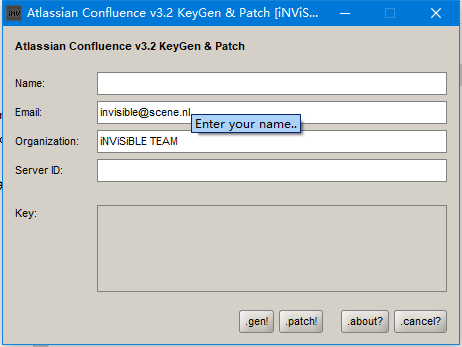 iNV Atlassian Confluence v3.2 KeyGen & Patch [iNViS...
Atlassian Confluence v3.2 KeyGen & Patch
Name:
Email: invisible@scene.nl
Enter your name..
Organization: iNViSiBLE TEAM
Server ID:
Key:
.gen! .patch! .about? .cancel?